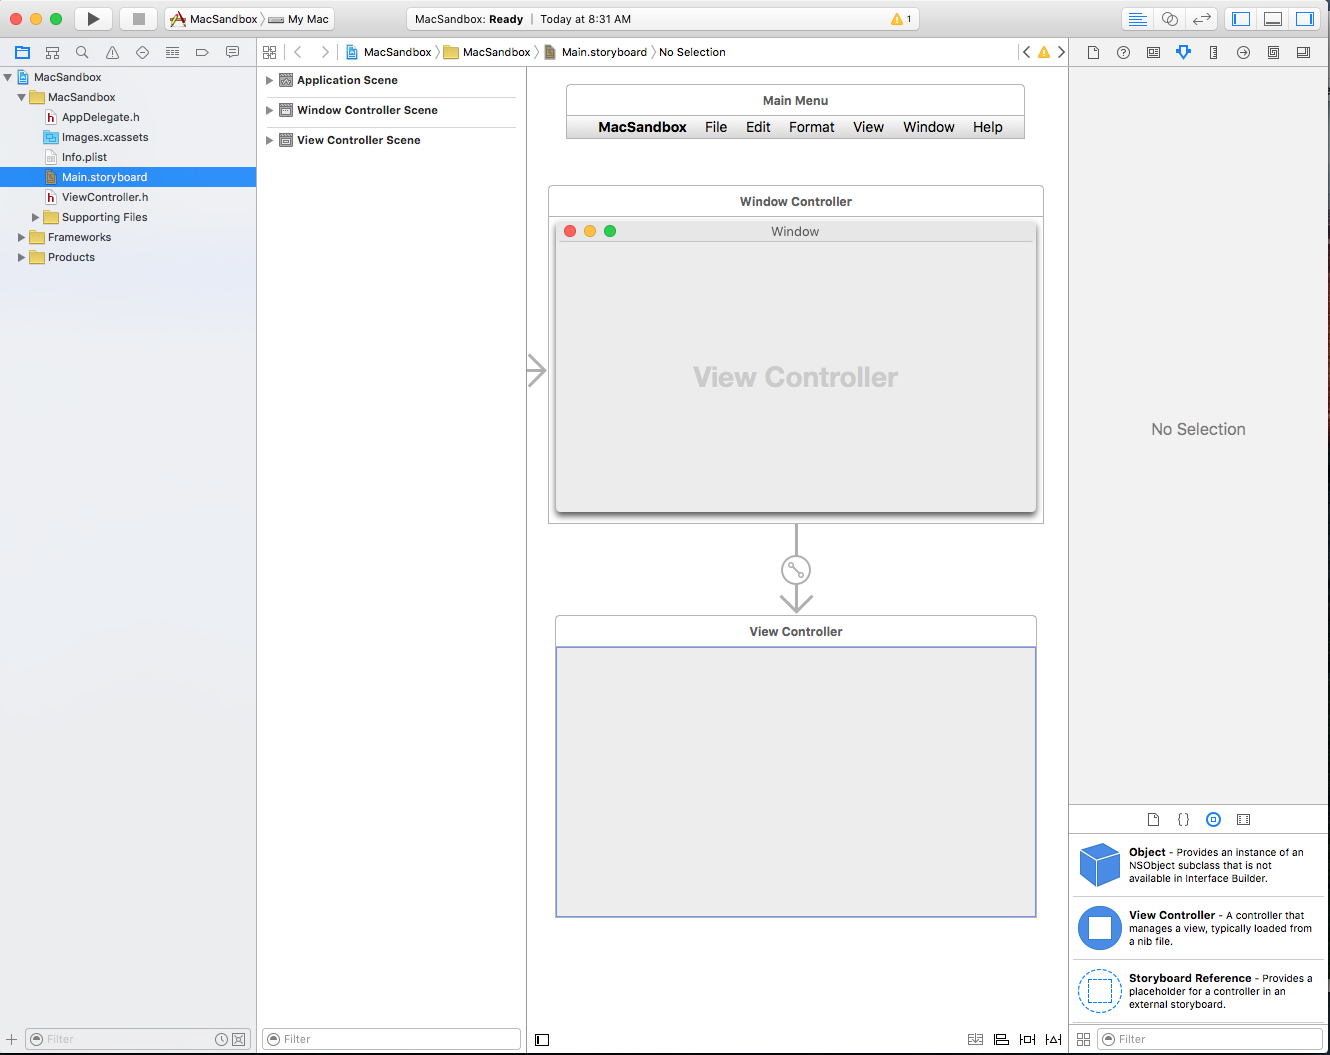 MacSandbox My Mac
MacSandbox: Ready | Today at 8:31 AM
1
MacSandbox MacSandbox Main.storyboard No Selection
MacSandbox
MacSandbox
h AppDelegate.h
Images.xcassets
Info.plist
Main.storyboard
h ViewController.h
Supporting Files
Frameworks
Products
Filter
Application Scene
Window Controller Scene
View Controller Scene
Filter
Main Menu
MacSandbox File Edit Format View Window Help
Window Controller
Window
View Controller
View Controller
No Selection
{ }
Object - Provides an instance of an
NSObject subclass that is not
available in Interface Builder.
View Controller - A controller that
manages a view, typically loaded from
a nib file.
Storyboard Reference - Provides a
placeholder for a controller in an
external storyboard.
Filter